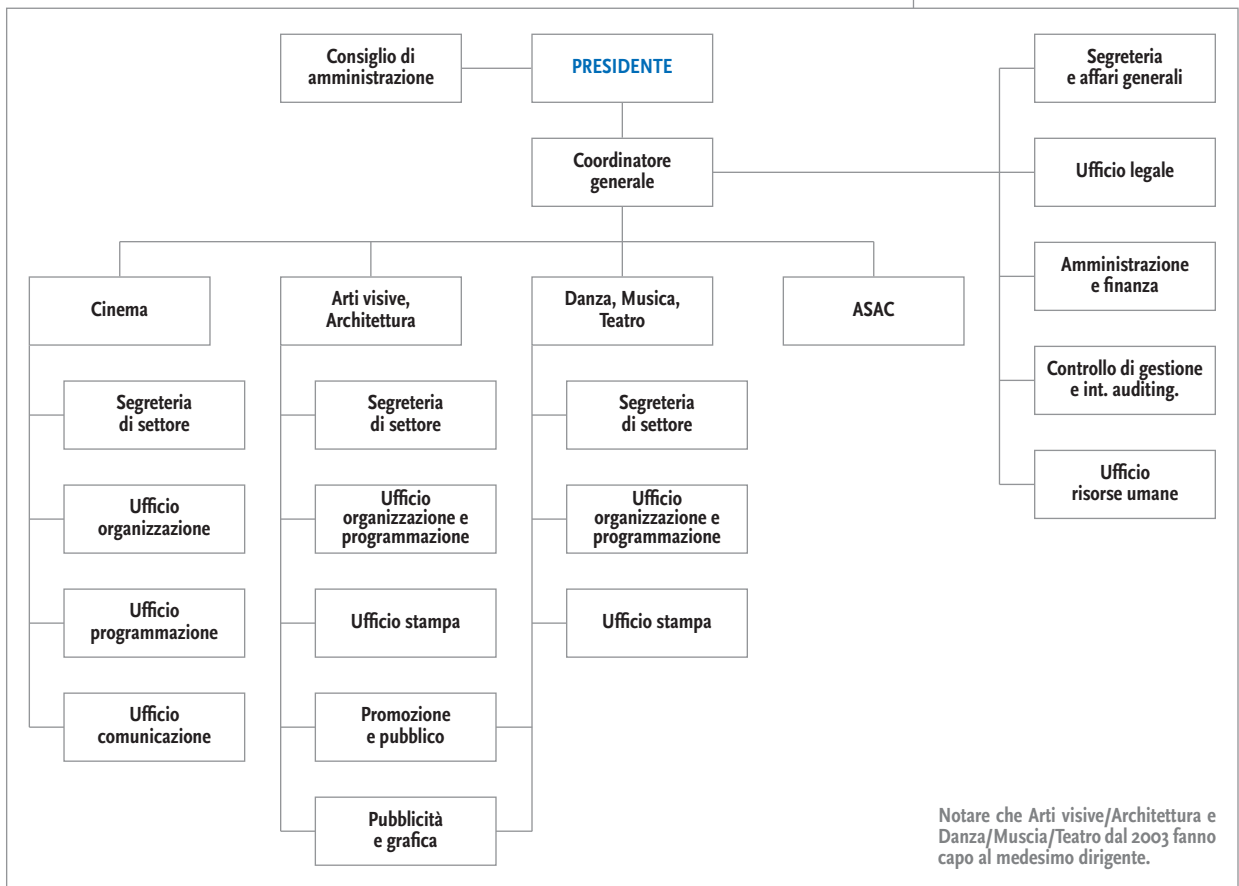 Consiglio di
amministrazione
PRESIDENTE
Segreteria
e affari generali
Coordinatore
generale
Ufficio legale
Amministrazione
e finanza
Controllo di gestione
e int. auditing.
Ufficio
risorse umane
Cinema
Segreteria
di settore
Ufficio
organizzazione
Ufficio
programmazione
Ufficio
comunicazione
Arti visive,
Architettura
Segreteria
di settore
Ufficio
organizzazione e
programmazione
Ufficio stampa
Promozione
e pubblico
Pubblicità
e grafica
Danza, Musica,
Teatro
Segreteria
di settore
Ufficio
organizzazione e
programmazione
Ufficio stampa
ASAC
Notare che Arti visive/Architettura e
Danza/Muscia/Teatro dal 2003 fanno
capo al medesimo dirigente.